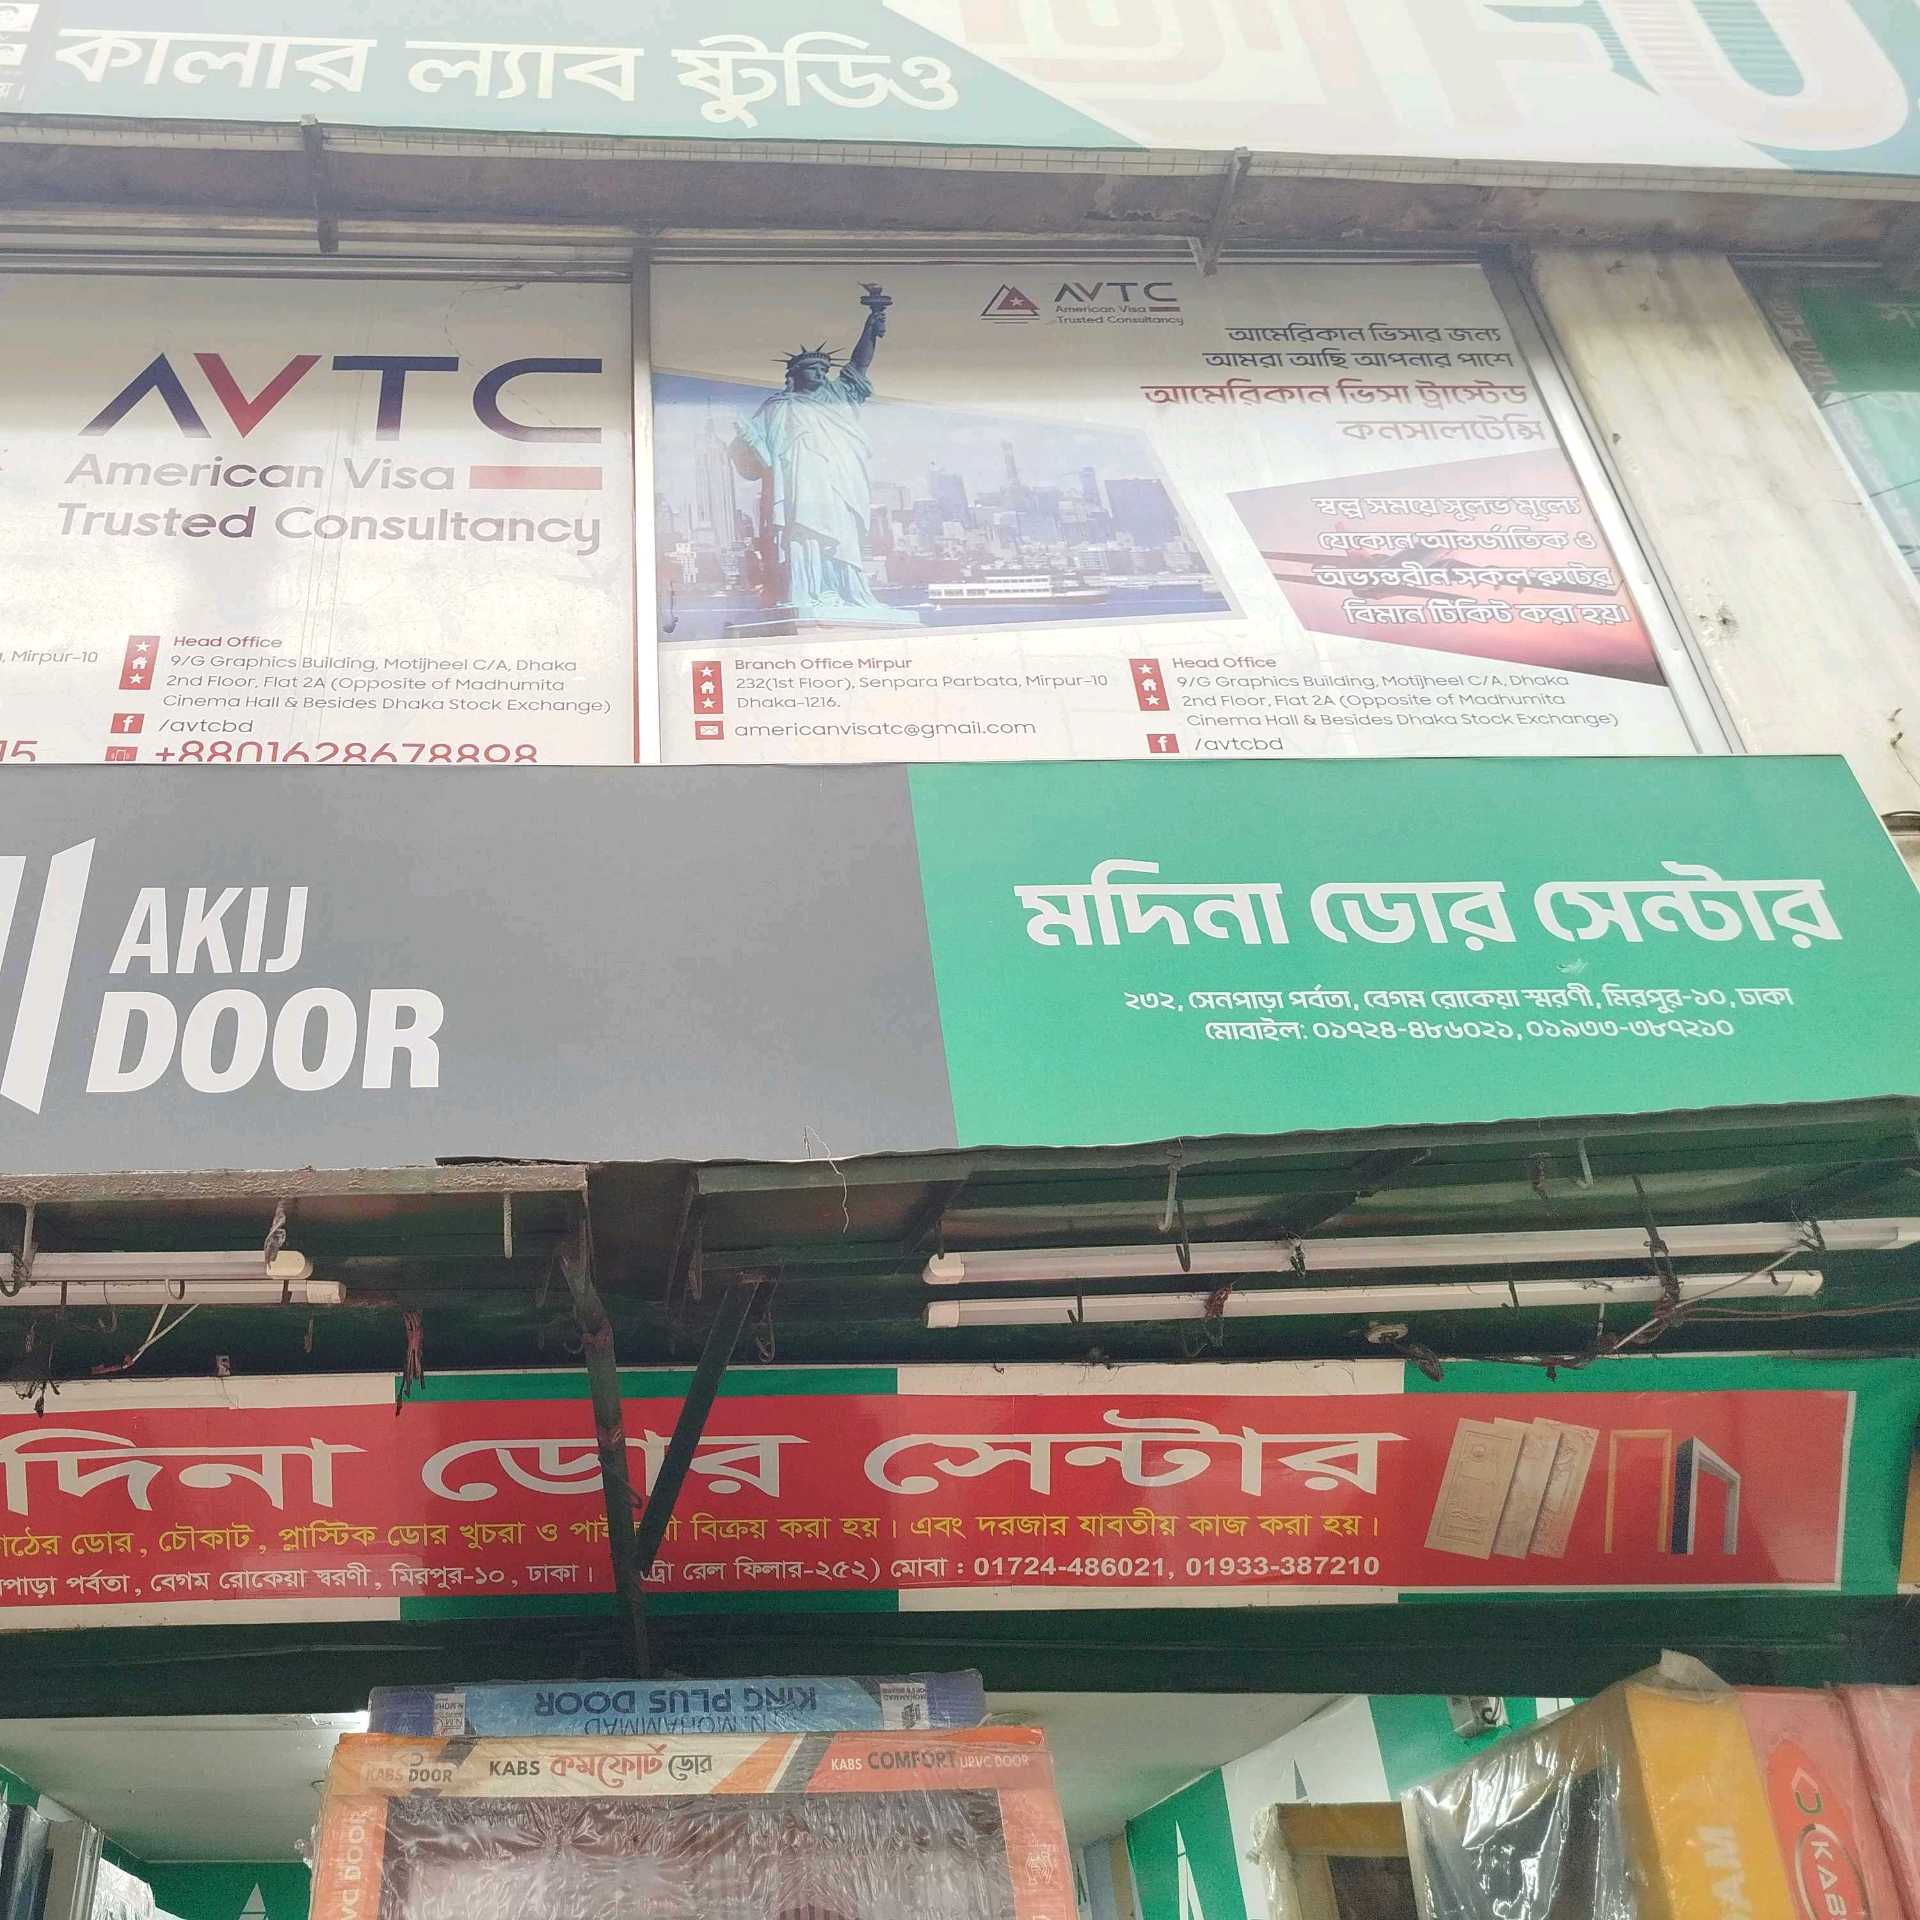 কালার ল্যাব ষ্টুডিও
AVTC
American Visa
Trusted Consultancy
, Mirpur-10
Head Office
9/G Graphics Building, Motijheel C/A, Dhaka
2nd Floor, Flat 2A (Opposite of Madhumita
Cinema Hall & Besides Dhaka Stock Exchange)
/avtcbd
15
+8801628678898
AVTC
American Visa
Trusted Consultancy
আমেরিকান ভিসার জন্য
আমরা আছি আপনার পাশে
আমেরিকান ভিসা ট্রাস্টেড
কনসালটেন্সি
স্বল্প সময়ে সুলভ মূল্যে
যেকোন আন্তর্জাতিক ও
অভ্যন্তরীন সকল রুটের
বিমান টিকিট করা হয়।
Branch Office Mirpur
232(1st Floor), Senpara Parbata, Mirpur-10
Dhaka-1216.
americanvisatc@gmail.com
Head Office
9/G Graphics Building, Motijheel C/A, Dhaka
2nd Floor, Flat 2A (Opposite of Madhumita
Cinema Hall & Besides Dhaka Stock Exchange)
/avtcbd
AKIJ
DOOR
মদিনা ডোর সেন্টার
২৩২, সেনপাড়া পর্বতা, বেগম রোকেয়া স্মরণী, মিরপুর-১০, ঢাকা
মোবাইল: ০১৭২৪-৪৮৬০২১, ০১৯৩৩-৩৮৭২১০
দিনা ডোর সেন্টার
ঠের ডোর, চৌকাট, প্লাস্টিক ডোর খুচরা ও বিক্রয় করা হয়। এবং দরজার যাবতীয় কাজ করা হয়।
পাড়া পর্বতা, বেগম রোকেয়া স্বরণী, মিরপুর-১০, ঢাকা। ট্রো রেল ফিলার-২৫২) মোবা : 01724-486021, 01933-387210
KING PLUS DOOR
N. MOHAMMAD
KABS DOOR
KABS কমফোর্ট ডোর
KABS COMFORT UPVC DOOR
VC DOOR
DAM
KAB